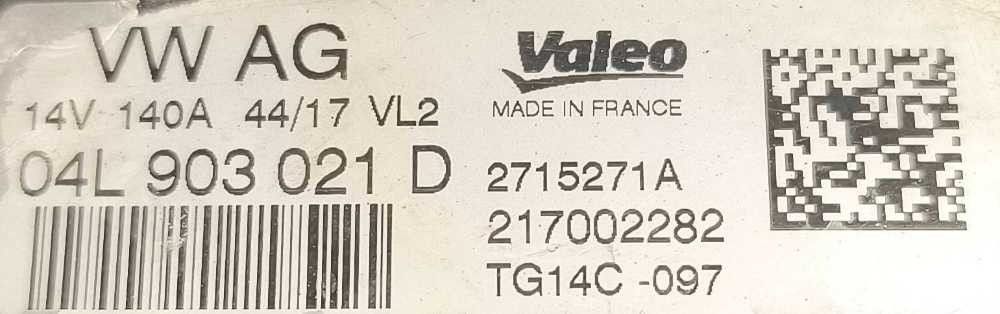 VW AG
14V 140A 44/17 VL2
04L 903 021 D
Valeo
MADE IN FRANCE
2715271A
217002282
TG14C -097